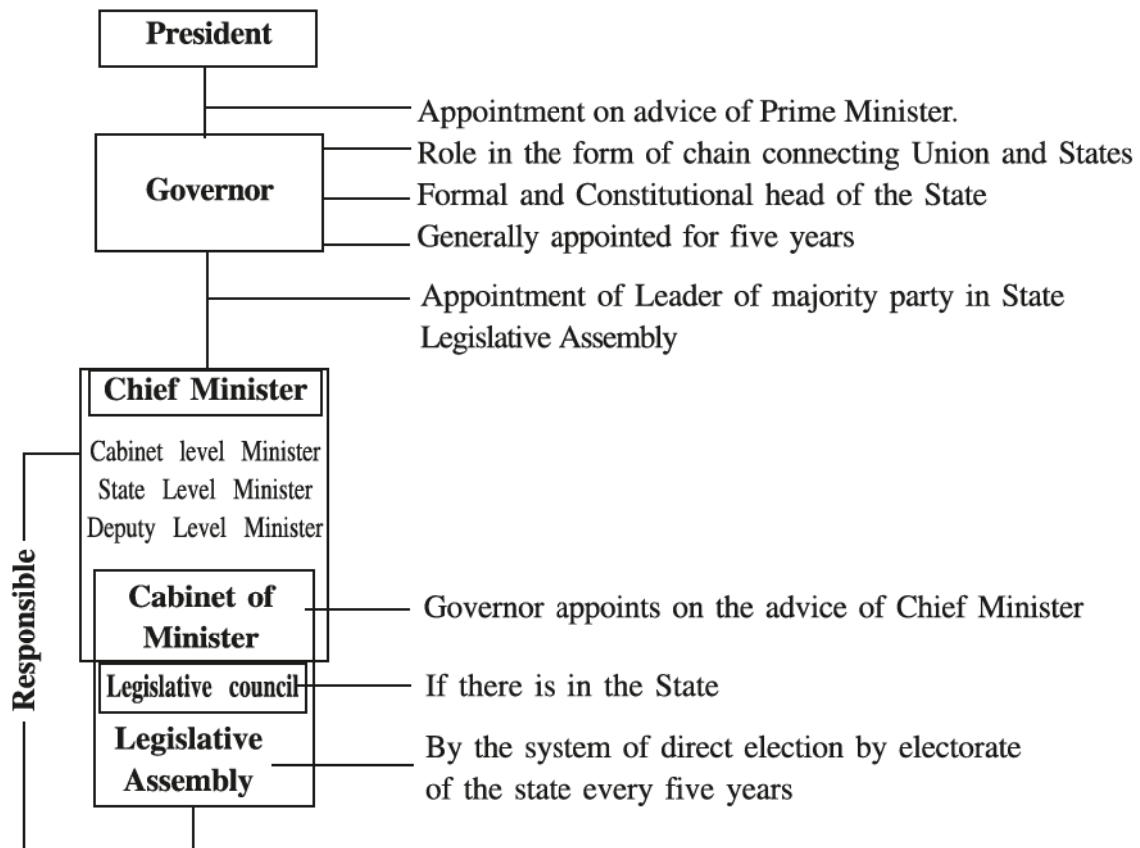 President
Appointment on advice of Prime Minister.
Role in the form of chain connecting Union and States
Governor
Formal and Constitutional head of the State
Generally appointed for five years
Appointment of Leader of majority party in State
Legislative Assembly
Chief Minister
Cabinet level Minister
State Level Minister
Deputy Level Minister
Responsible
Cabinet of
Minister
Governor appoints on the advice of Chief Minister
Legislative council
If there is in the State
Legislative
Assembly
By the system of direct election by electorate
of the state every five years